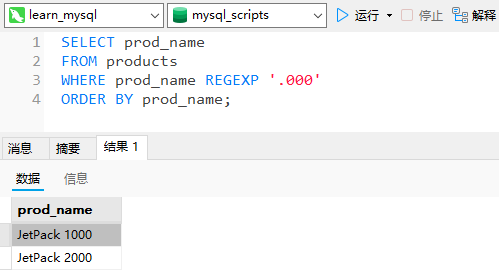 learn_mysql mysql_scripts 运行 停止 解释
1 SELECT prod_name
2 FROM products
3 WHERE prod_name REGEXP '.000'
4 ORDER BY prod_name;
消息 摘要 结果 1
数据 信息
prod_name
JetPack 1000
JetPack 2000